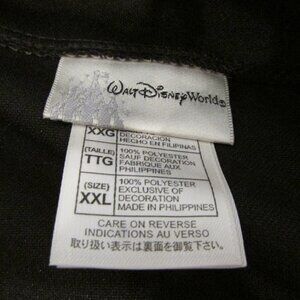 Walt Disney World®
XXG
DECORACION
HECHO EN FILIPINAS
(TAILLE)
TTG
100% POLYESTER
SAUF DECORATION
FABRIQUE AUX
PHILIPPINES
(SIZE)
XXL
100% POLYESTER
EXCLUSIVE OF
DECORATION
MADE IN PHILIPPINES
CARE ON REVERSE
INDICATIONS AU VERSO
取り扱い表示は裏面を御覧下さい